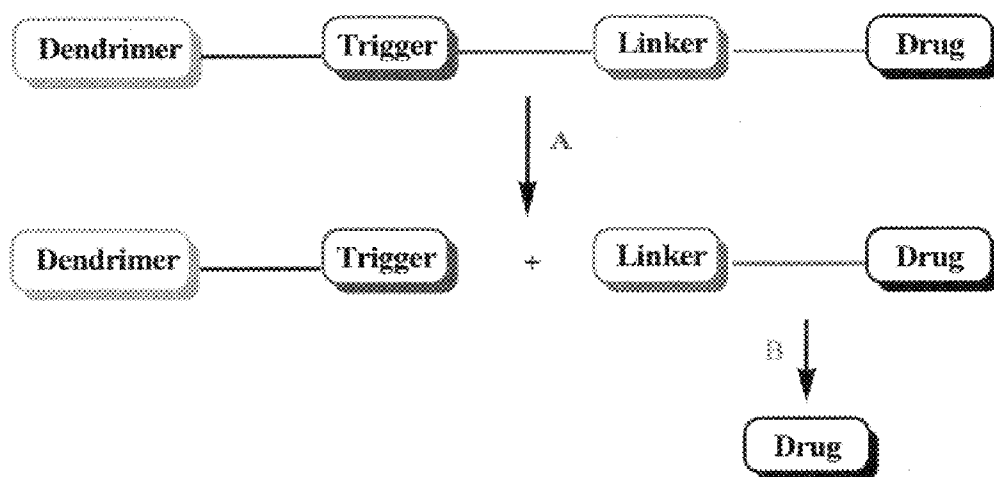 Dendrimer Trigger Linker Drug
A
Dendrimer Trigger + Linker Drug
B
Drug